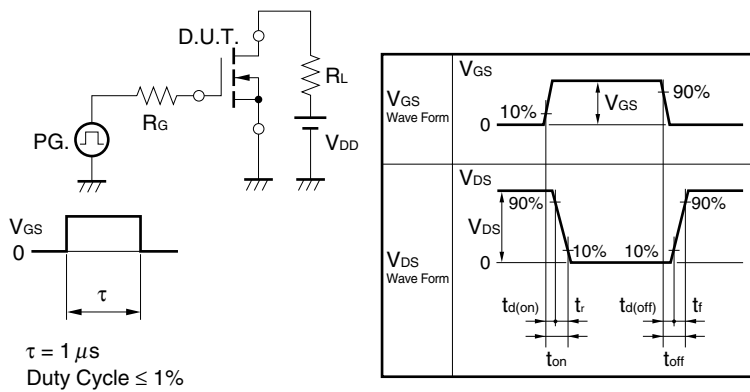 D.U.T.
RG
PG.
RL
VDD
VGS
0
τ
τ = 1 μs
Duty Cycle ≤ 1%
VGS
Wave Form
VGS
10%
0
VGS
90%
VDS
Wave Form
VDS
VDS
90%
90%
10%
10%
0
td(on)
tr
td(off)
tf
ton
toff